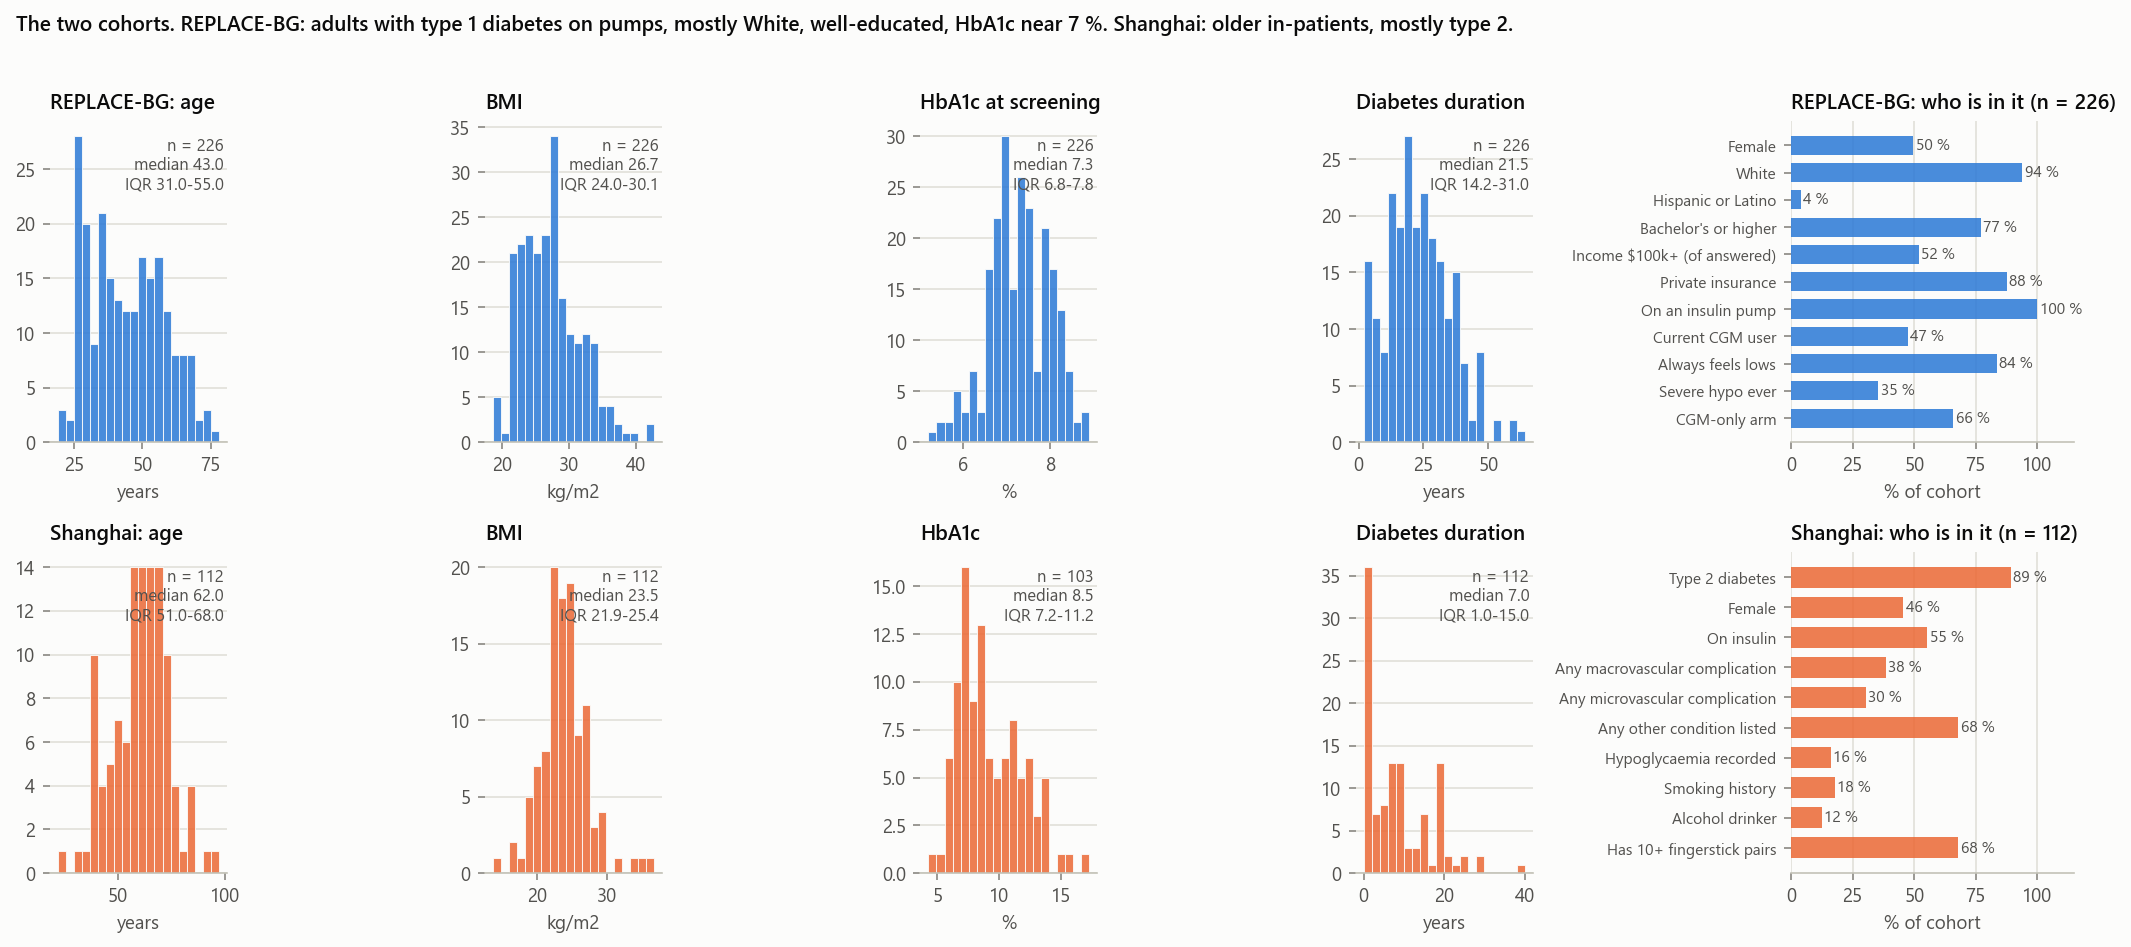 The two cohorts. REPLACE-BG: adults with type 1 diabetes on pumps, mostly White, well-educated, HbA1c near 7 %. Shanghai: older in-patients, mostly type 2.
REPLACE-BG: age
n = 226
median 43.0
IQR 31.0-55.0
25
20
15
10
5
0
25 50 75
years
BMI
n = 226
median 26.7
IQR 24.0-30.1
35
30
25
20
15
10
5
0
20 30 40
kg/m2
HbA1c at screening
n = 226
median 7.3
IQR 6.8-7.8
30
25
20
15
10
5
0
6 8
%
Diabetes duration
n = 226
median 21.5
IQR 14.2-31.0
25
20
15
10
5
0
0 25 50
years
REPLACE-BG: who is in it (n = 226)
Female 50 %
White 94 %
Hispanic or Latino 4 %
Bachelor's or higher 77 %
Income $100k+ (of answered) 52 %
Private insurance 88 %
On an insulin pump 100 %
Current CGM user 47 %
Always feels lows 84 %
Severe hypo ever 35 %
CGM-only arm 66 %
0 25 50 75 100
% of cohort
Shanghai: age
n = 112
median 62.0
IQR 51.0-68.0
14
12
10
8
6
4
2
0
50 100
years
BMI
n = 112
median 23.5
IQR 21.9-25.4
20
15
10
5
0
20 30
kg/m2
HbA1c
n = 103
median 8.5
IQR 7.2-11.2
15.0
12.5
10.0
7.5
5.0
2.5
0.0
5 10 15
%
Diabetes duration
n = 112
median 7.0
IQR 1.0-15.0
35
30
25
20
15
10
5
0
0 20 40
years
Shanghai: who is in it (n = 112)
Type 2 diabetes 89 %
Female 46 %
On insulin 55 %
Any macrovascular complication 38 %
Any microvascular complication 30 %
Any other condition listed 68 %
Hypoglycaemia recorded 16 %
Smoking history 18 %
Alcohol drinker 12 %
Has 10+ fingerstick pairs 68 %
0 25 50 75 100
% of cohort